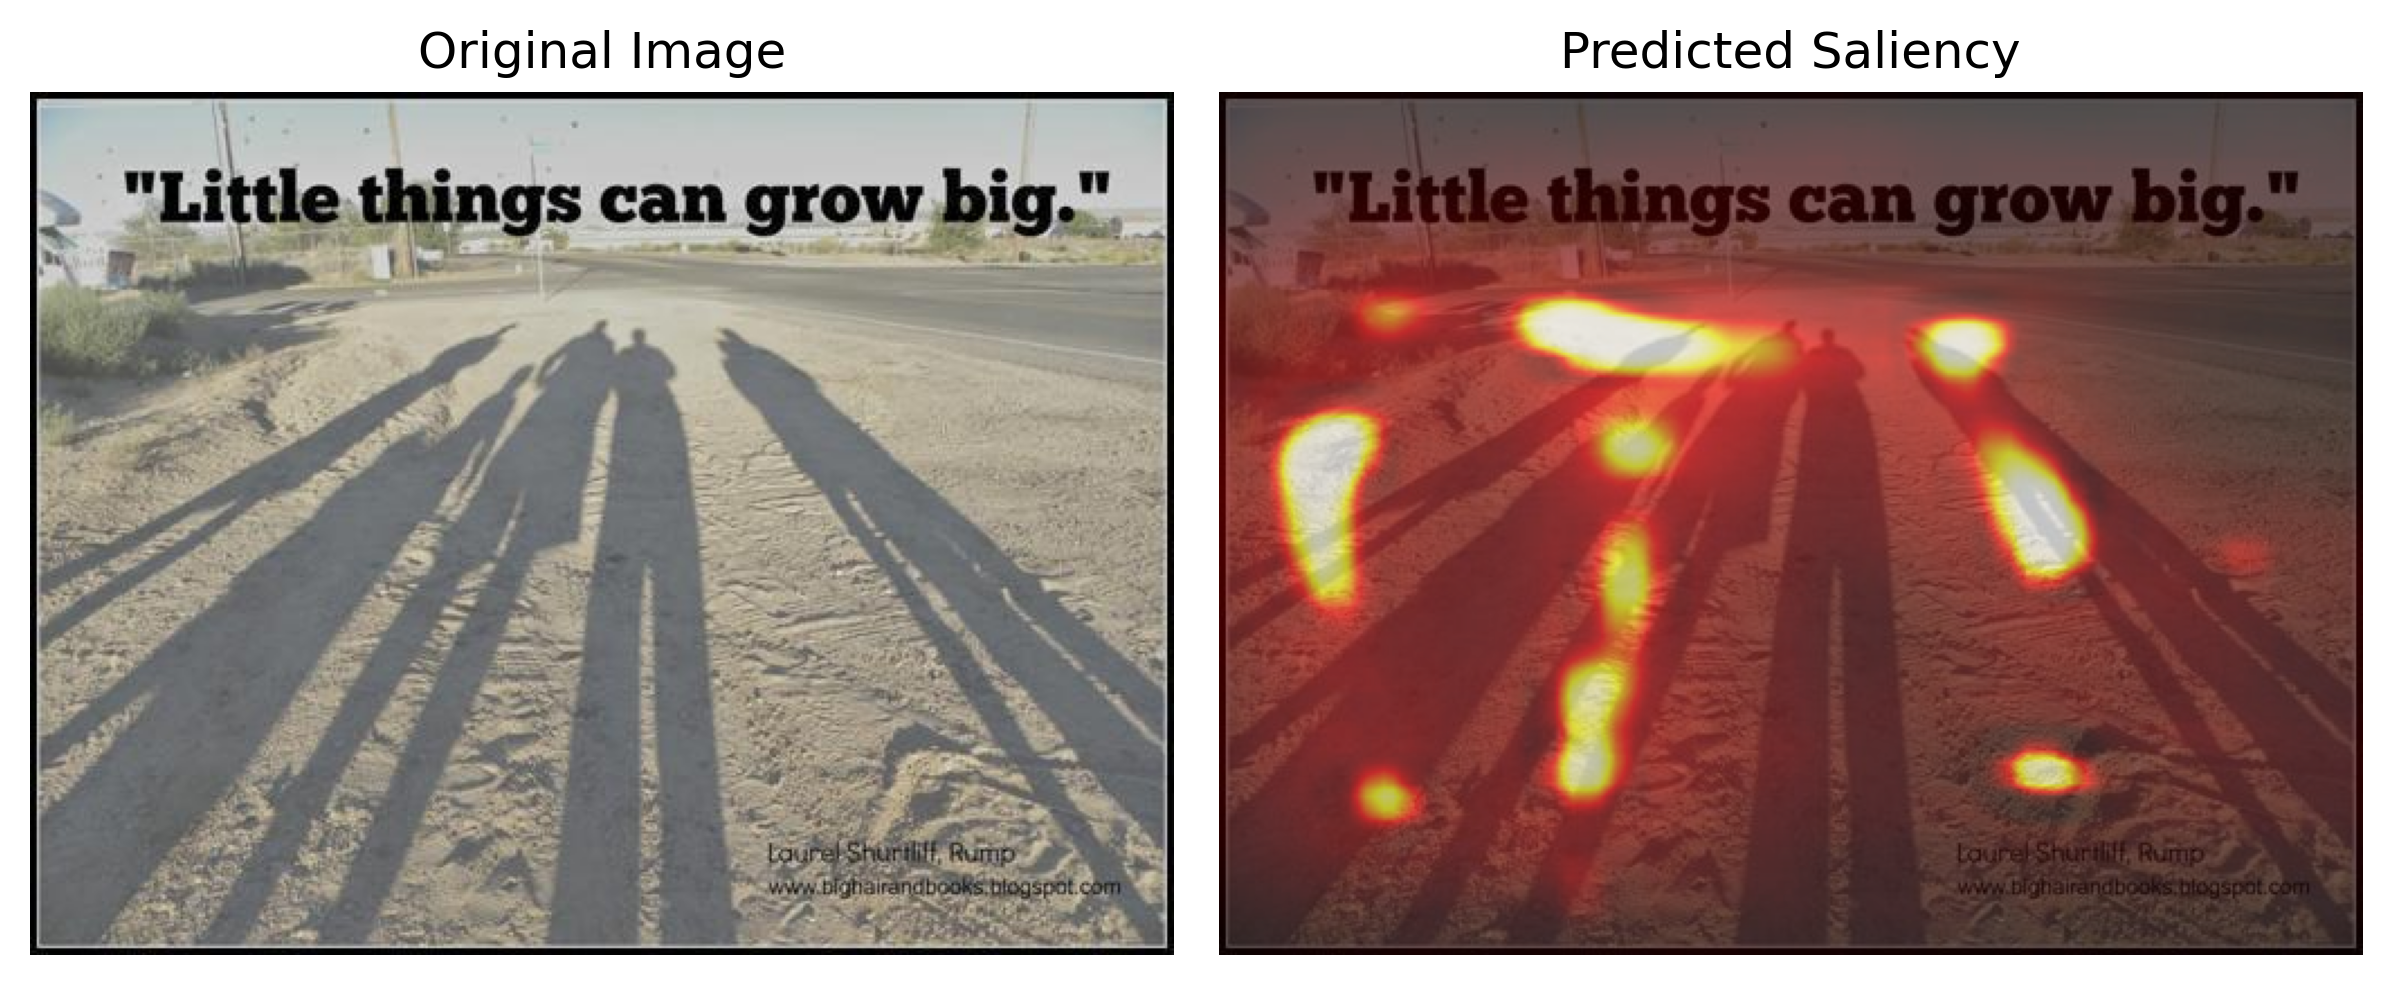 Original Image
Predicted Saliency
"Little things can grow big."
"Little things can grow big."
Laurel Shurtliff, Rump
www.bighairandbooks.blogspot.com
Laurel Shurtliff, Rump
www.bighairandbooks.blogspot.com